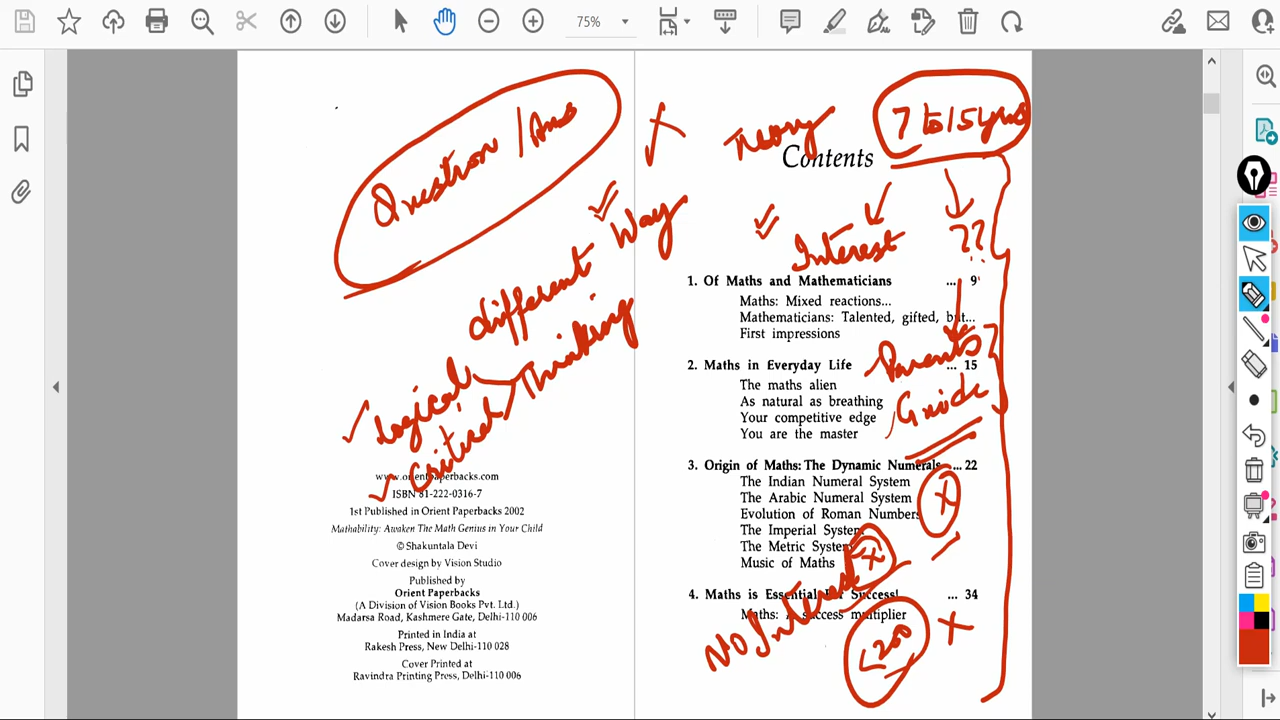 75%
Question / Ans
Theory
7 to 15 years
Contents
different Way
Interest
??
logical
Critical
Thinking
Parents
Guide
No Interest
<200
www.orientpaperbacks.com
ISBN 81-222-0316-7
1st Published in Orient Paperbacks 2002
Mathability: Awaken The Math Genius in Your Child
© Shakuntala Devi
Cover design by Vision Studio
Published by
Orient Paperbacks
(A Division of Vision Books Pvt. Ltd.)
Madarsa Road, Kashmere Gate, Delhi-110 006
Printed in India at
Rakesh Press, New Delhi-110 028
Cover Printed at
Ravindra Printing Press, Delhi-110 006
1. Of Maths and Mathematicians ... 9
Maths: Mixed reactions...
Mathematicians: Talented, gifted, but...
First impressions
2. Maths in Everyday Life ... 15
The maths alien
As natural as breathing
Your competitive edge
You are the master
3. Origin of Maths: The Dynamic Numerals ... 22
The Indian Numeral System
The Arabic Numeral System
Evolution of Roman Numbers
The Imperial System
The Metric System
Music of Maths
4. Maths is Essential For Success! ... 34
Maths: A success multiplier